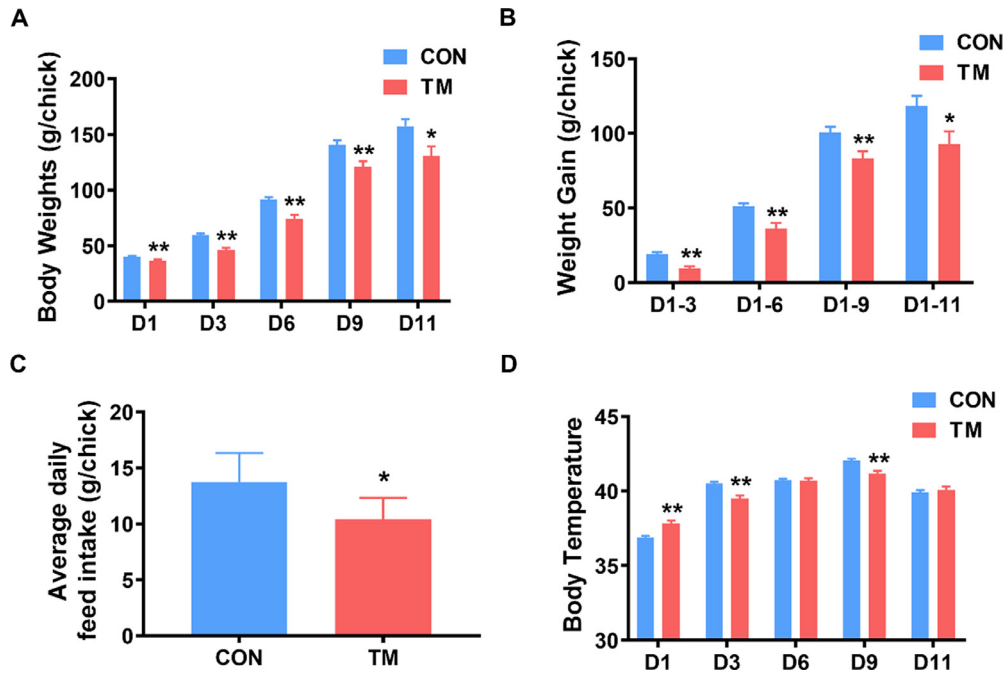 A
CON
TM
Body Weights (g/chick)
200
150
100
50
0
**
**
**
**
*
D1 D3 D6 D9 D11
B
CON
TM
Weight Gain (g/chick)
150
100
50
0
**
**
**
*
D1-3 D1-6 D1-9 D1-11
C
Average daily
feed intake (g/chick)
20
15
10
5
0
*
CON TM
D
CON
TM
Body Temperature
45
40
35
30
**
**
**
D1 D3 D6 D9 D11